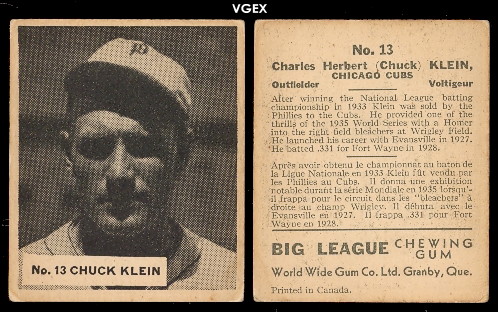 VGEX
P
No. 13 CHUCK KLEIN
No. 13
Charles Herbert (Chuck) KLEIN,
CHICAGO CUBS
Outfielder Voltigeur
After winning the National League batting
championship in 1933 Klein was sold by the
Phillies to the Cubs. He provided one of
the thrills of the 1935 World Series with a Homer
into the right field bleachers at Wrigley Field.
He launched his career with Evansville in 1927.
He batted .331 for Fort Wayne in 1928.
Après avoir obtenu le championnat au baton de
la Ligue Nationale en 1933 Klein fût vendu par
les Phillies au Cubs. Il donna une exhibition
notable durant la série Mondiale en 1935 lorsqu'-
il frappa pour le circuit dans les "bleachers" à
droite au champ Wrigley. Il débuta avec le
Evansville en 1927. Il frappa .331 pour Fort
Wayne en 1928.
BIG LEAGUE CHEWING GUM
World Wide Gum Co. Ltd. Granby, Que.
Printed in Canada.